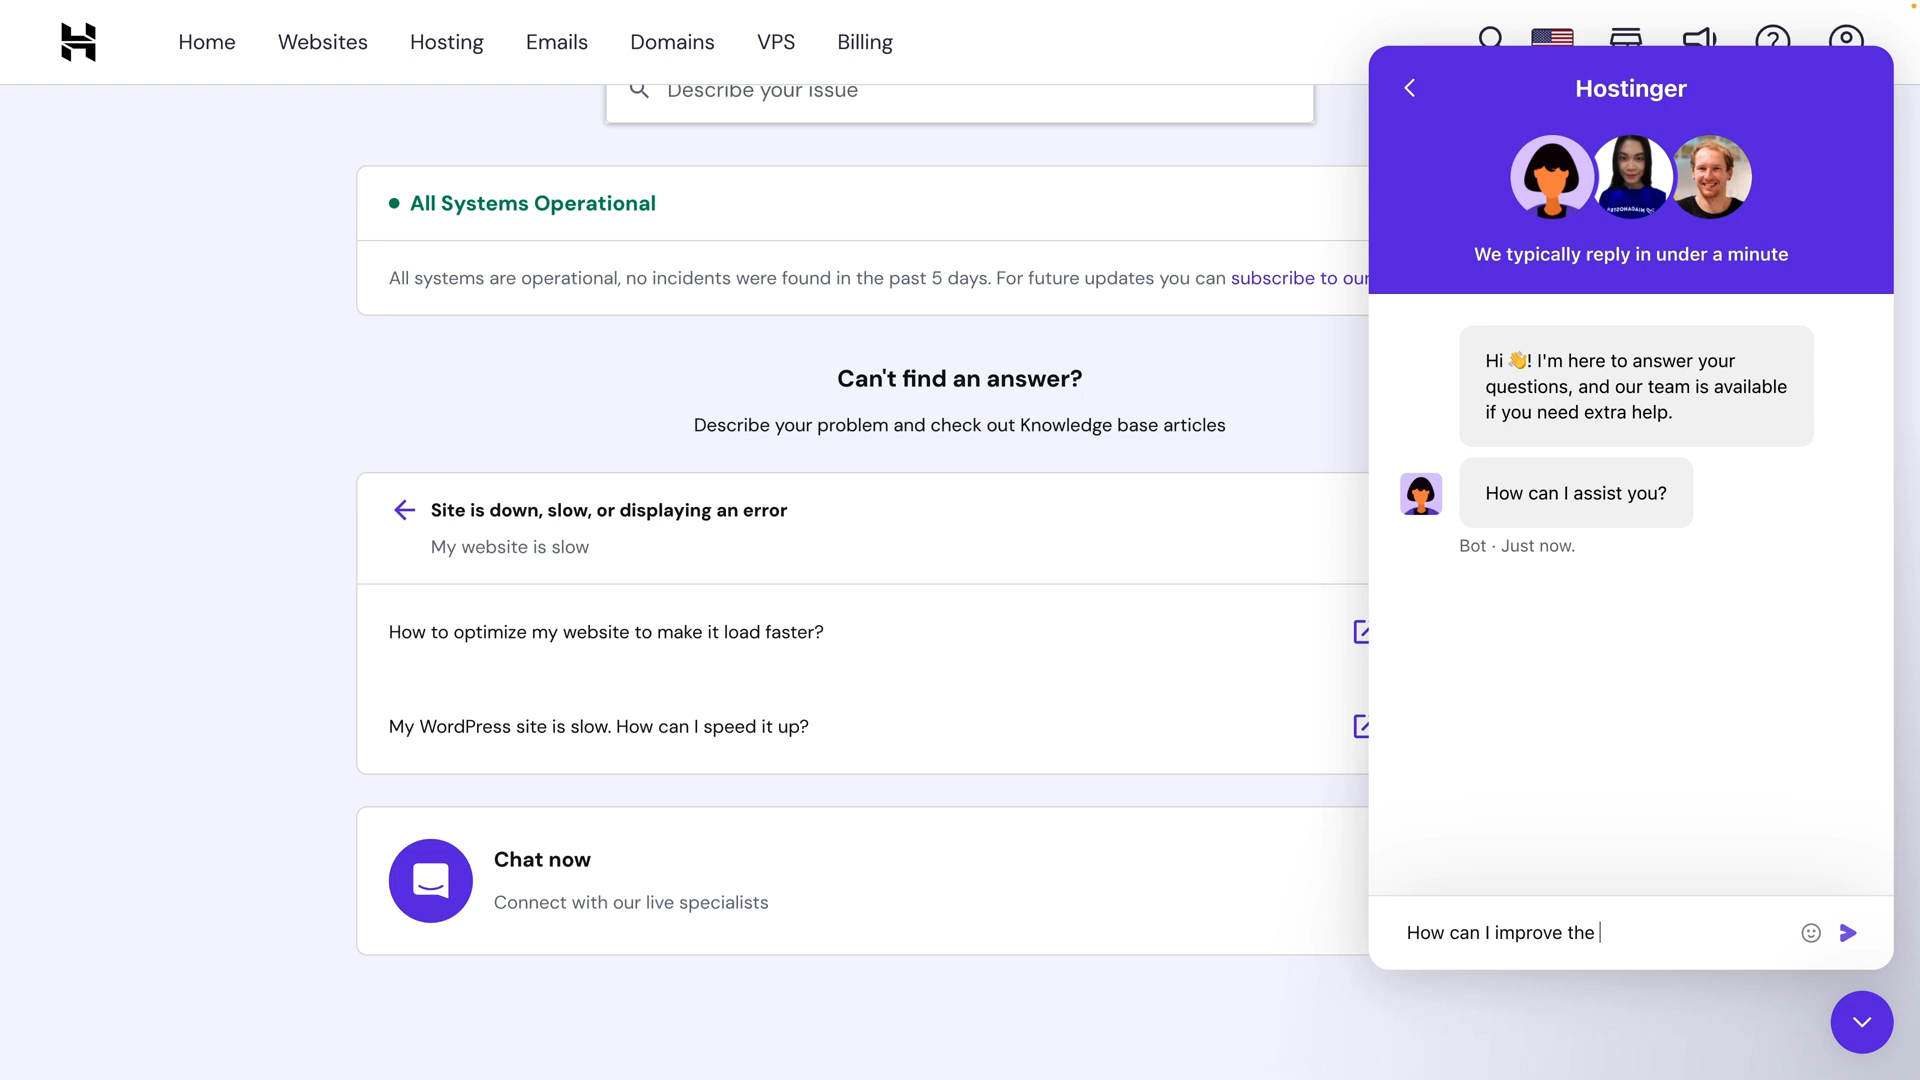 Home Websites Hosting Emails Domains VPS Billing
Describe your issue
All Systems Operational
All systems are operational, no incidents were found in the past 5 days. For future updates you can subscribe to our
Can't find an answer?
Describe your problem and check out Knowledge base articles
Site is down, slow, or displaying an error
My website is slow
How to optimize my website to make it load faster?
My WordPress site is slow. How can I speed it up?
Chat now
Connect with our live specialists
Hostinger
We typically reply in under a minute
Hi 👋! I'm here to answer your
questions, and our team is available
if you need extra help.
How can I assist you?
Bot · Just now.
How can I improve the